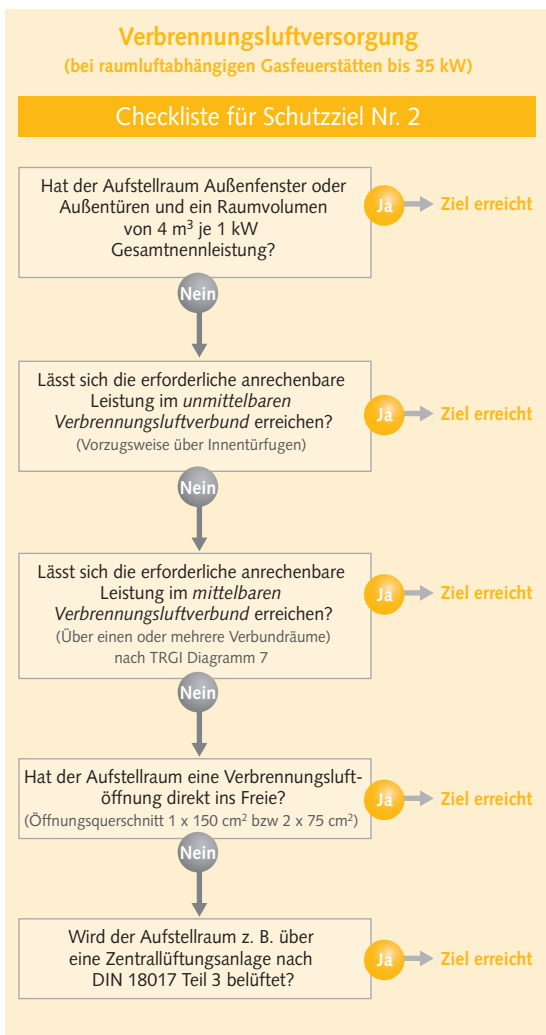 Verbrennungsluftversorgung
(bei raumluftabhängigen Gasfeuerstätten bis 35 kW)
Checkliste für Schutzziel Nr. 2
Hat der Aufstellraum Außenfenster oder
Außentüren und ein Raumvolumen
von 4 m³ je 1 kW
Gesamtnennleistung?
Ja
Ziel erreicht
Nein
Lässt sich die erforderliche anrechenbare
Leistung im unmittelbaren
Verbrennungsluftverbund erreichen?
(Vorzugsweise über Innentürfugen)
Ja
Ziel erreicht
Nein
Lässt sich die erforderliche anrechenbare
Leistung im mittelbaren
Verbrennungsluftverbund erreichen?
(Über einen oder mehrere Verbundräume)
nach TRGI Diagramm 7
Ja
Ziel erreicht
Nein
Hat der Aufstellraum eine Verbrennungsluft-
öffnung direkt ins Freie?
(Öffnungsquerschnitt 1 x 150 cm² bzw 2 x 75 cm²)
Ja
Ziel erreicht
Nein
Wird der Aufstellraum z. B. über
eine Zentrallüftungsanlage nach
DIN 18017 Teil 3 belüftet?
Ja
Ziel erreicht